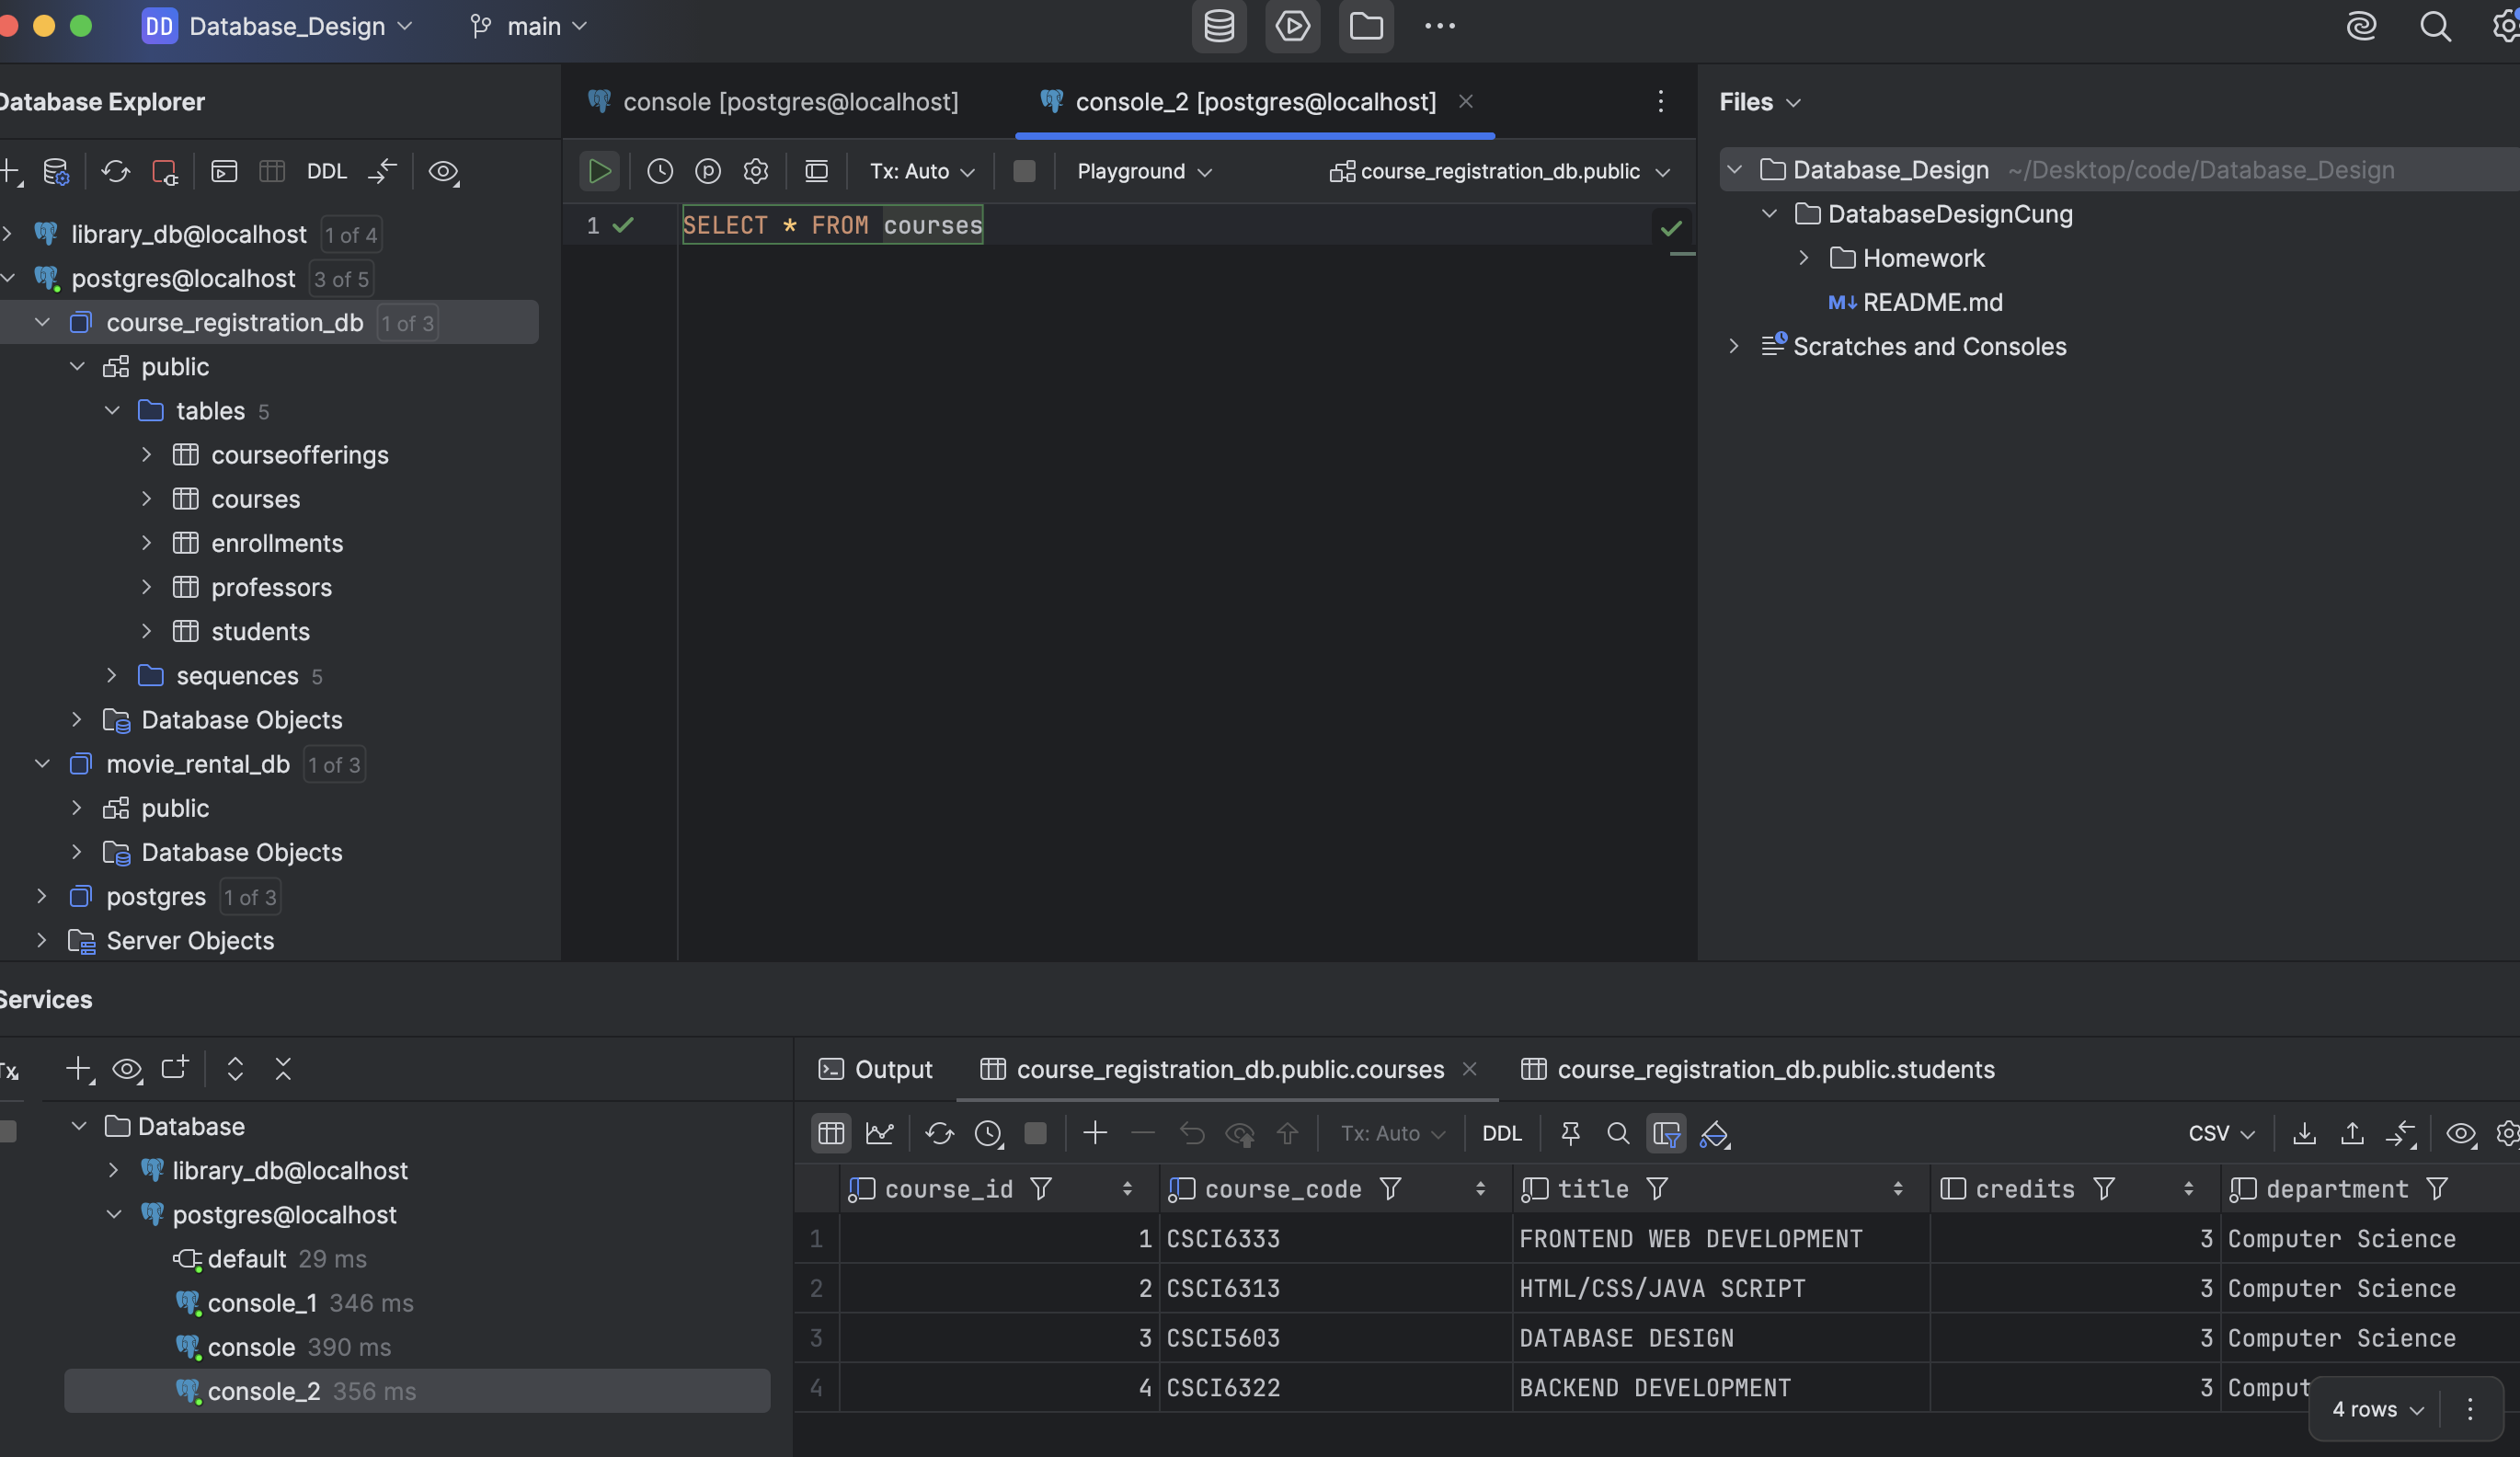 DD Database_Design main
Database Explorer
DDL
library_db@localhost 1 of 4
postgres@localhost 3 of 5
course_registration_db 1 of 3
public
tables 5
courseofferings
courses
enrollments
professors
students
sequences 5
Database Objects
movie_rental_db 1 of 3
public
Database Objects
postgres 1 of 3
Server Objects
console [postgres@localhost] console_2 [postgres@localhost]
Tx: Auto Playground course_registration_db.public
1 SELECT * FROM courses
Files
Database_Design ~/Desktop/code/Database_Design
DatabaseDesignCung
Homework
M↓ README.md
Scratches and Consoles
Services
Tx
Database
library_db@localhost
postgres@localhost
default 29 ms
console_1 346 ms
console 390 ms
console_2 356 ms
Output course_registration_db.public.courses course_registration_db.public.students
Tx: Auto DDL CSV
course_id course_code title credits department
1 1 CSCI6333 FRONTEND WEB DEVELOPMENT 3 Computer Science
2 2 CSCI6313 HTML/CSS/JAVA SCRIPT 3 Computer Science
3 3 CSCI5603 DATABASE DESIGN 3 Computer Science
4 4 CSCI6322 BACKEND DEVELOPMENT 3 Comput
4 rows